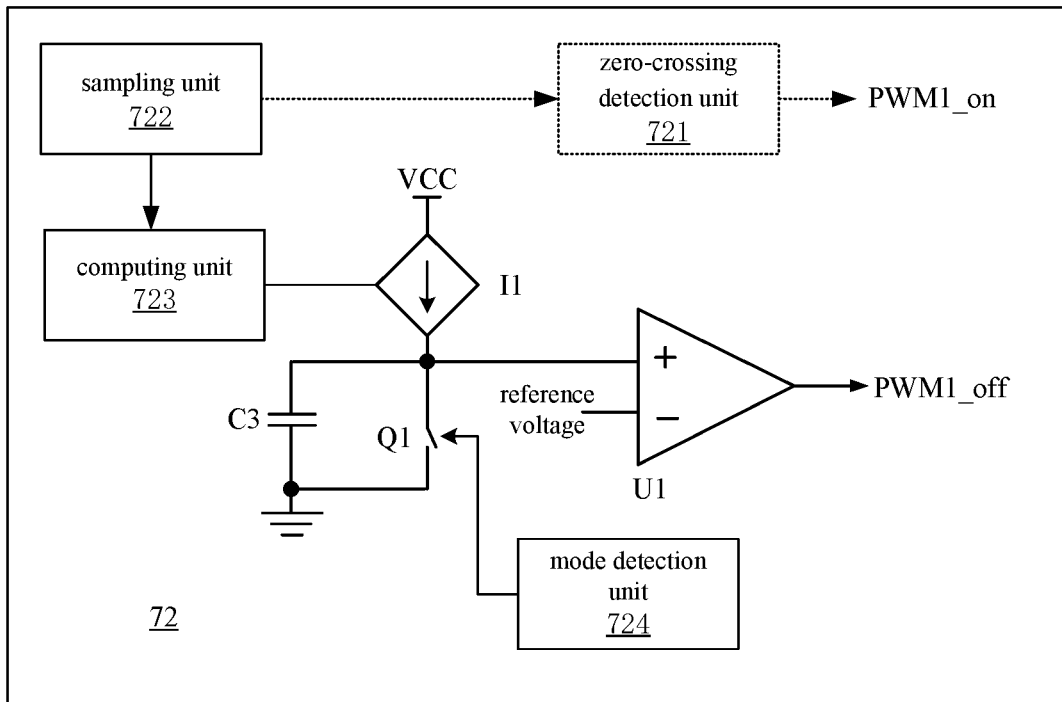 sampling unit
722
zero-crossing
detection unit
721
PWM1_on
VCC
computing unit
723
I1
+
reference
voltage
−
PWM1_off
C3
Q1
U1
mode detection
unit
724
72